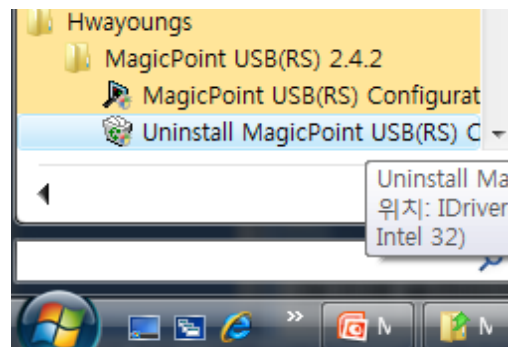 Hwayoungs
MagicPoint USB(RS) 2.4.2
MagicPoint USB(RS) Configurat
Uninstall MagicPoint USB(RS) C
Uninstall Ma
위치: IDriver
Intel 32)
»
N
N